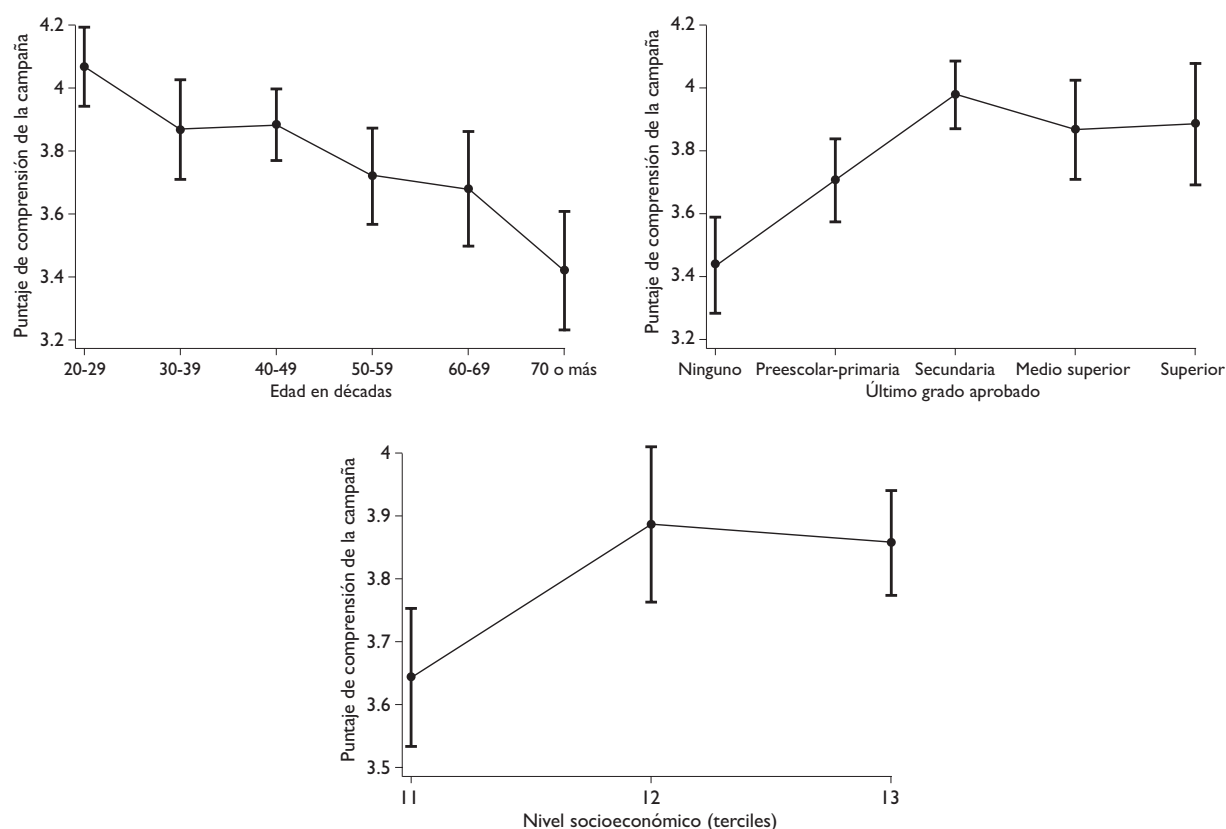 Puntaje de comprensión de la campaña
4.2
4
3.8
3.6
3.4
3.2
20-29 30-39 40-49 50-59 60-69 70 o más
Edad en décadas
Puntaje de comprensión de la campaña
4.2
4
3.8
3.6
3.4
3.2
Ninguno Preescolar-primaria Secundaria Medio superior Superior
Último grado aprobado
Puntaje de comprensión de la campaña
4
3.9
3.8
3.7
3.6
3.5
11 12 13
Nivel socioeconómico (terciles)